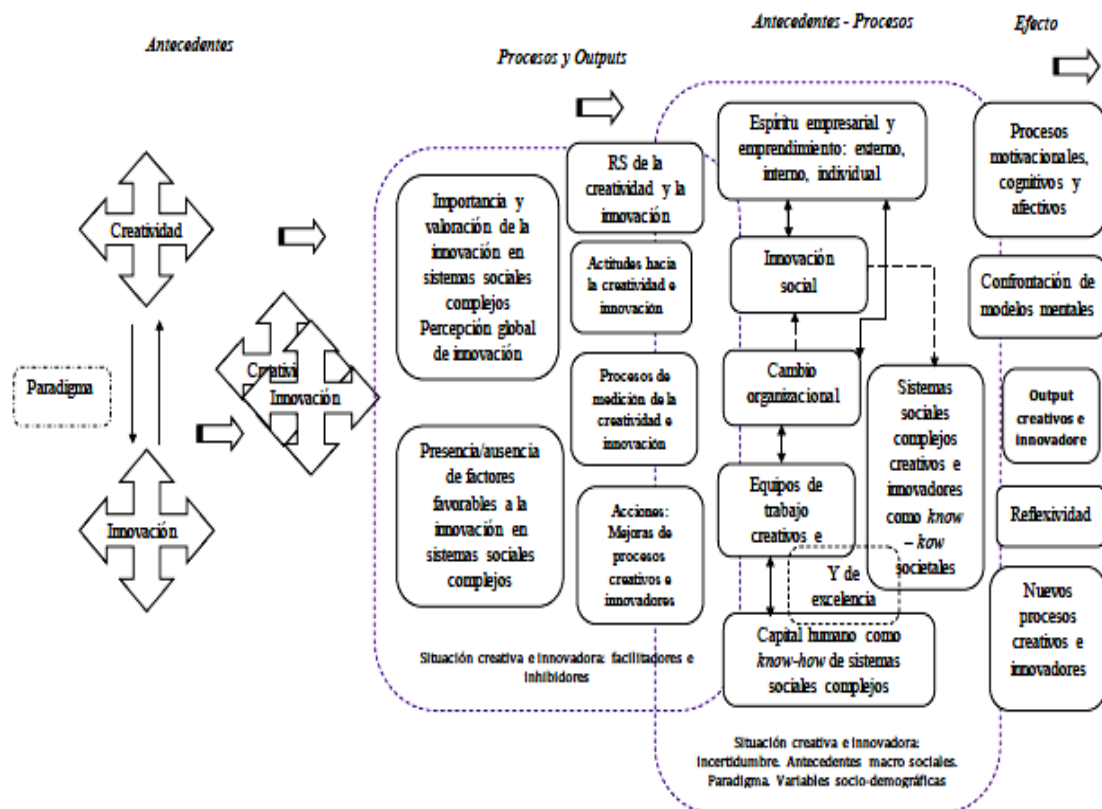 Antecedentes
Procesos y Outputs
Antecedentes - Procesos
Efecto
Creatividad
Paradigma
Innovación
Creativi
Innovación
Importancia y
valoración de la
innovación en
sistemas sociales
complejos
Percepción global
de innovación
Presencia/ausencia
de factores
favorables a la
innovación en
sistemas sociales
complejos
RS de la
creatividad y la
innovación
Actitudes hacia
la creatividad e
innovación
Procesos de
medición de la
creatividad e
innovación
Acciones:
Mejoras de
procesos
creativos e
innovadores
Situación creativa e innovadora: facilitadores e
inhibidores
Espíritu empresarial y
emprendimiento: externo,
interno, individual
Innovación
social
Cambio
organizacional
Equipos de
trabajo
creativos e
Y de
excelencia
Capital humano como
know-how de sistemas
sociales complejos
Sistemas
sociales
complejos
creativos e
innovadores
como know
– how
societales
Situación creativa e innovadora:
incertidumbre. Antecedentes macro sociales.
Paradigma. Variables socio-demográficas
Procesos
motivacionales,
cognitivos y
afectivos
Confrontación de
modelos mentales
Output
creativos e
innovadore
Reflexividad
Nuevos
procesos
creativos e
innovadores